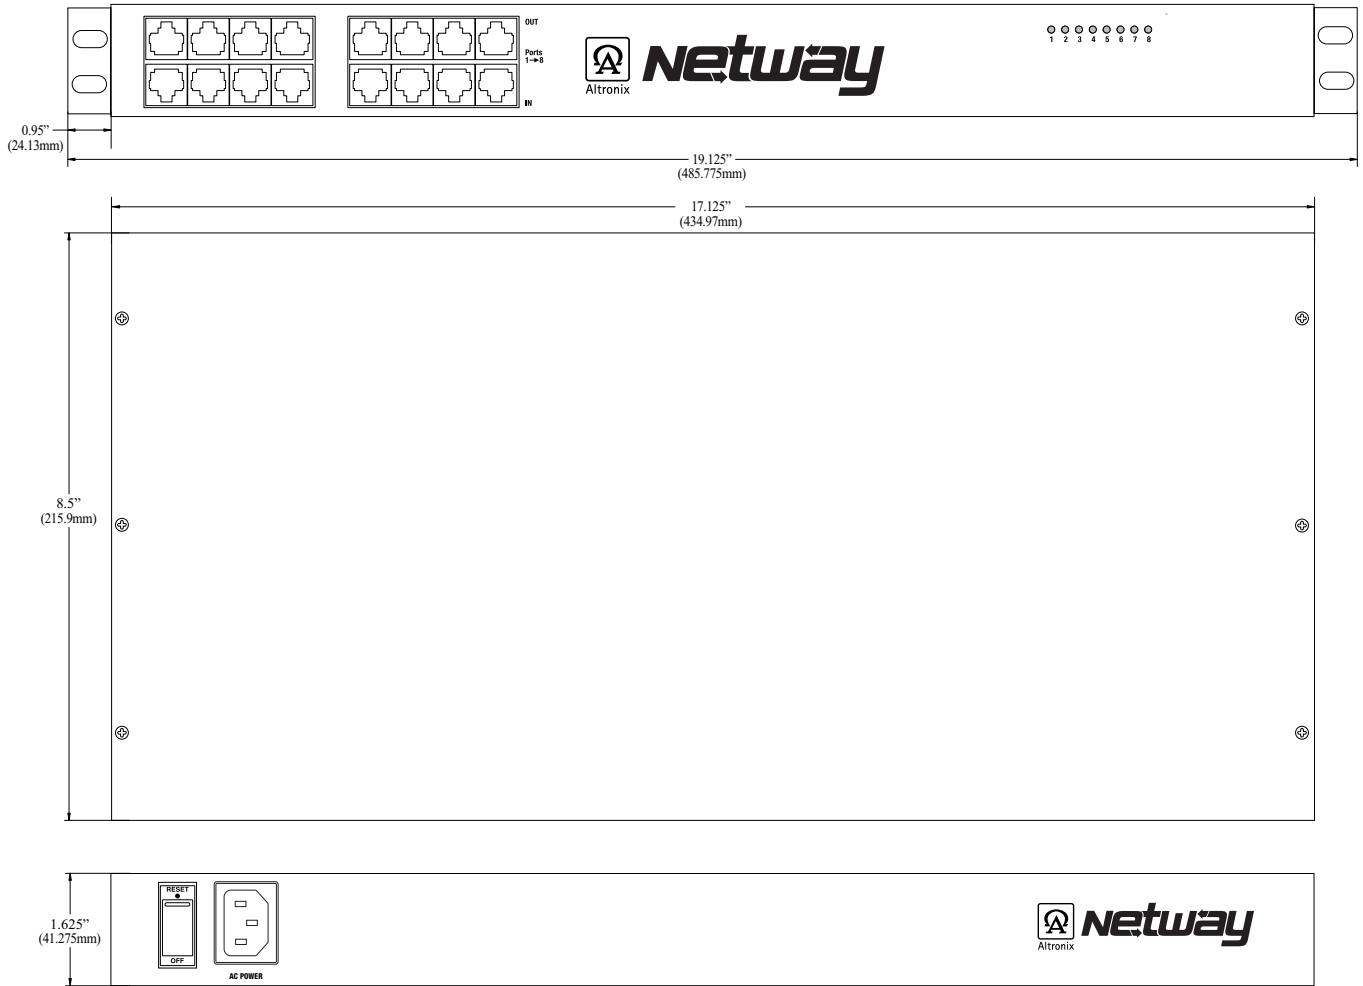 OUT
Ports
1→8
IN
Altronix
Netway
1 2 3 4 5 6 7 8
0.95”
(24.13mm)
19.125”
(485.775mm)
17.125”
(434.97mm)
8.5”
(215.9mm)
RESET
OFF
AC POWER
1.625”
(41.275mm)
Altronix
Netway